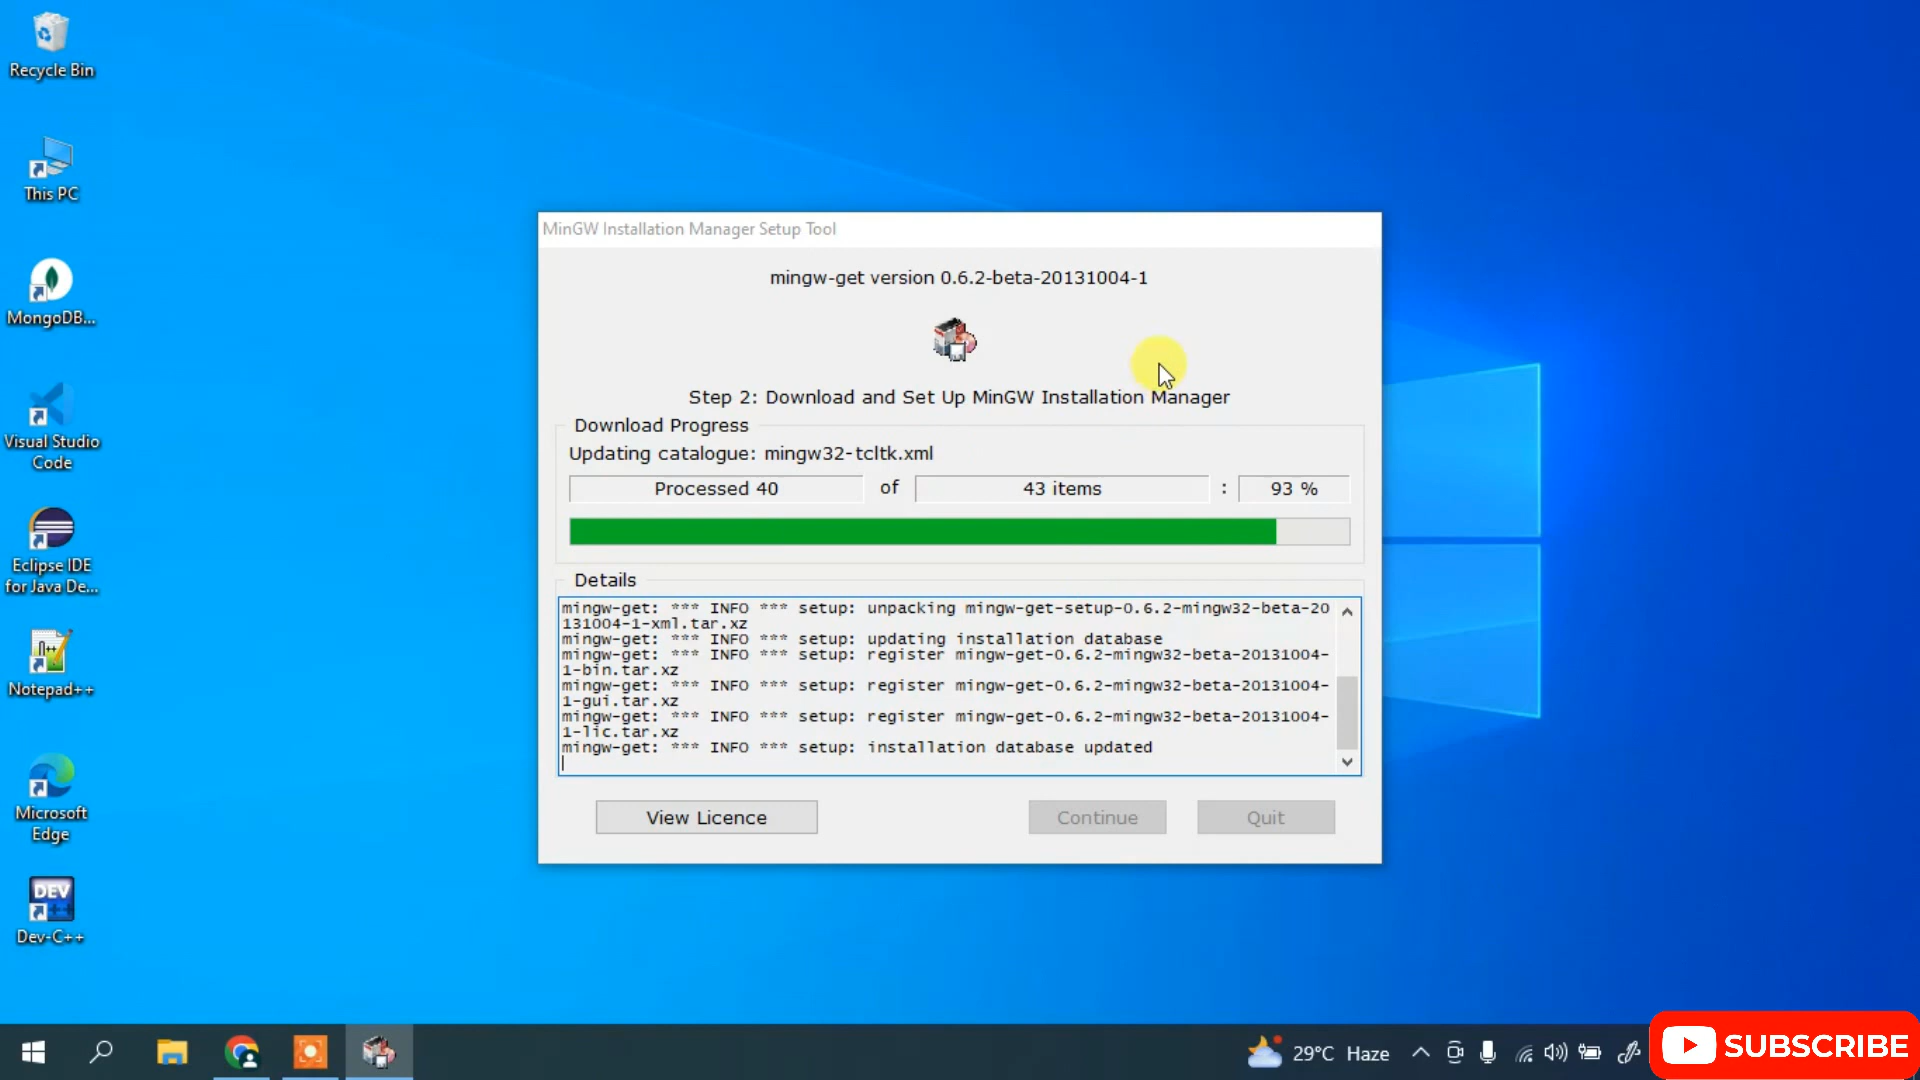 Recycle Bin
This PC
MongoDB...
Visual Studio
Code
Eclipse IDE
for Java De...
Notepad++
Microsoft
Edge
DEV
Dev-C++
MinGW Installation Manager Setup Tool
mingw-get version 0.6.2-beta-20131004-1
Step 2: Download and Set Up MinGW Installation Manager
Download Progress
Updating catalogue: mingw32-tcltk.xml
Processed 40 of 43 items : 93 %
Details
mingw-get: *** INFO *** setup: unpacking mingw-get-setup-0.6.2-mingw32-beta-20
131004-1-xml.tar.xz
mingw-get: *** INFO *** setup: updating installation database
mingw-get: *** INFO *** setup: register mingw-get-0.6.2-mingw32-beta-20131004-
1-bin.tar.xz
mingw-get: *** INFO *** setup: register mingw-get-0.6.2-mingw32-beta-20131004-
1-gui.tar.xz
mingw-get: *** INFO *** setup: register mingw-get-0.6.2-mingw32-beta-20131004-
1-lic.tar.xz
mingw-get: *** INFO *** setup: installation database updated
View Licence
Continue
Quit
29°C Haze
SUBSCRIBE